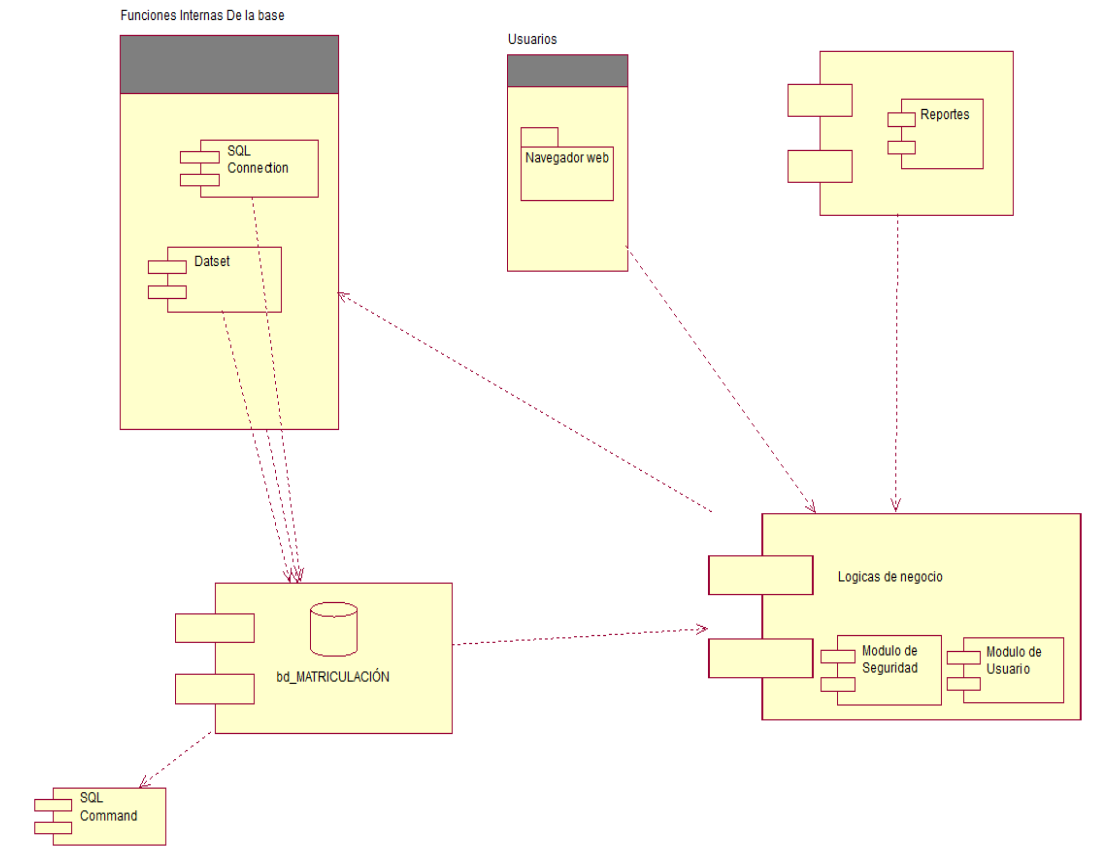 Funciones Internas De la base
Usuarios
Reportes
SQL
Connection
Navegador web
Datset
Logicas de negocio
bd_MATRICULACIÓN
Modulo de
Seguridad
Modulo de
Usuario
SQL
Command